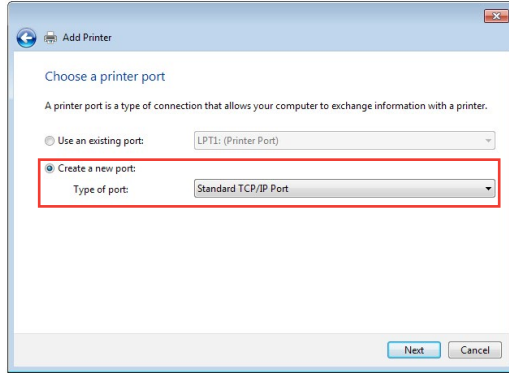 Add Printer
Choose a printer port
A printer port is a type of connection that allows your computer to exchange information with a printer.
Use an existing port: LPT1: (Printer Port)
Create a new port:
Type of port: Standard TCP/IP Port
Next Cancel